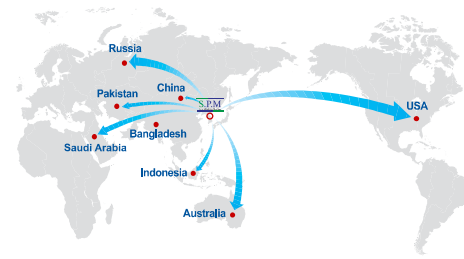 Russia
China
Pakistan
S.P.M
USA
Bangladesh
Saudi Arabia
Indonesia
Australia